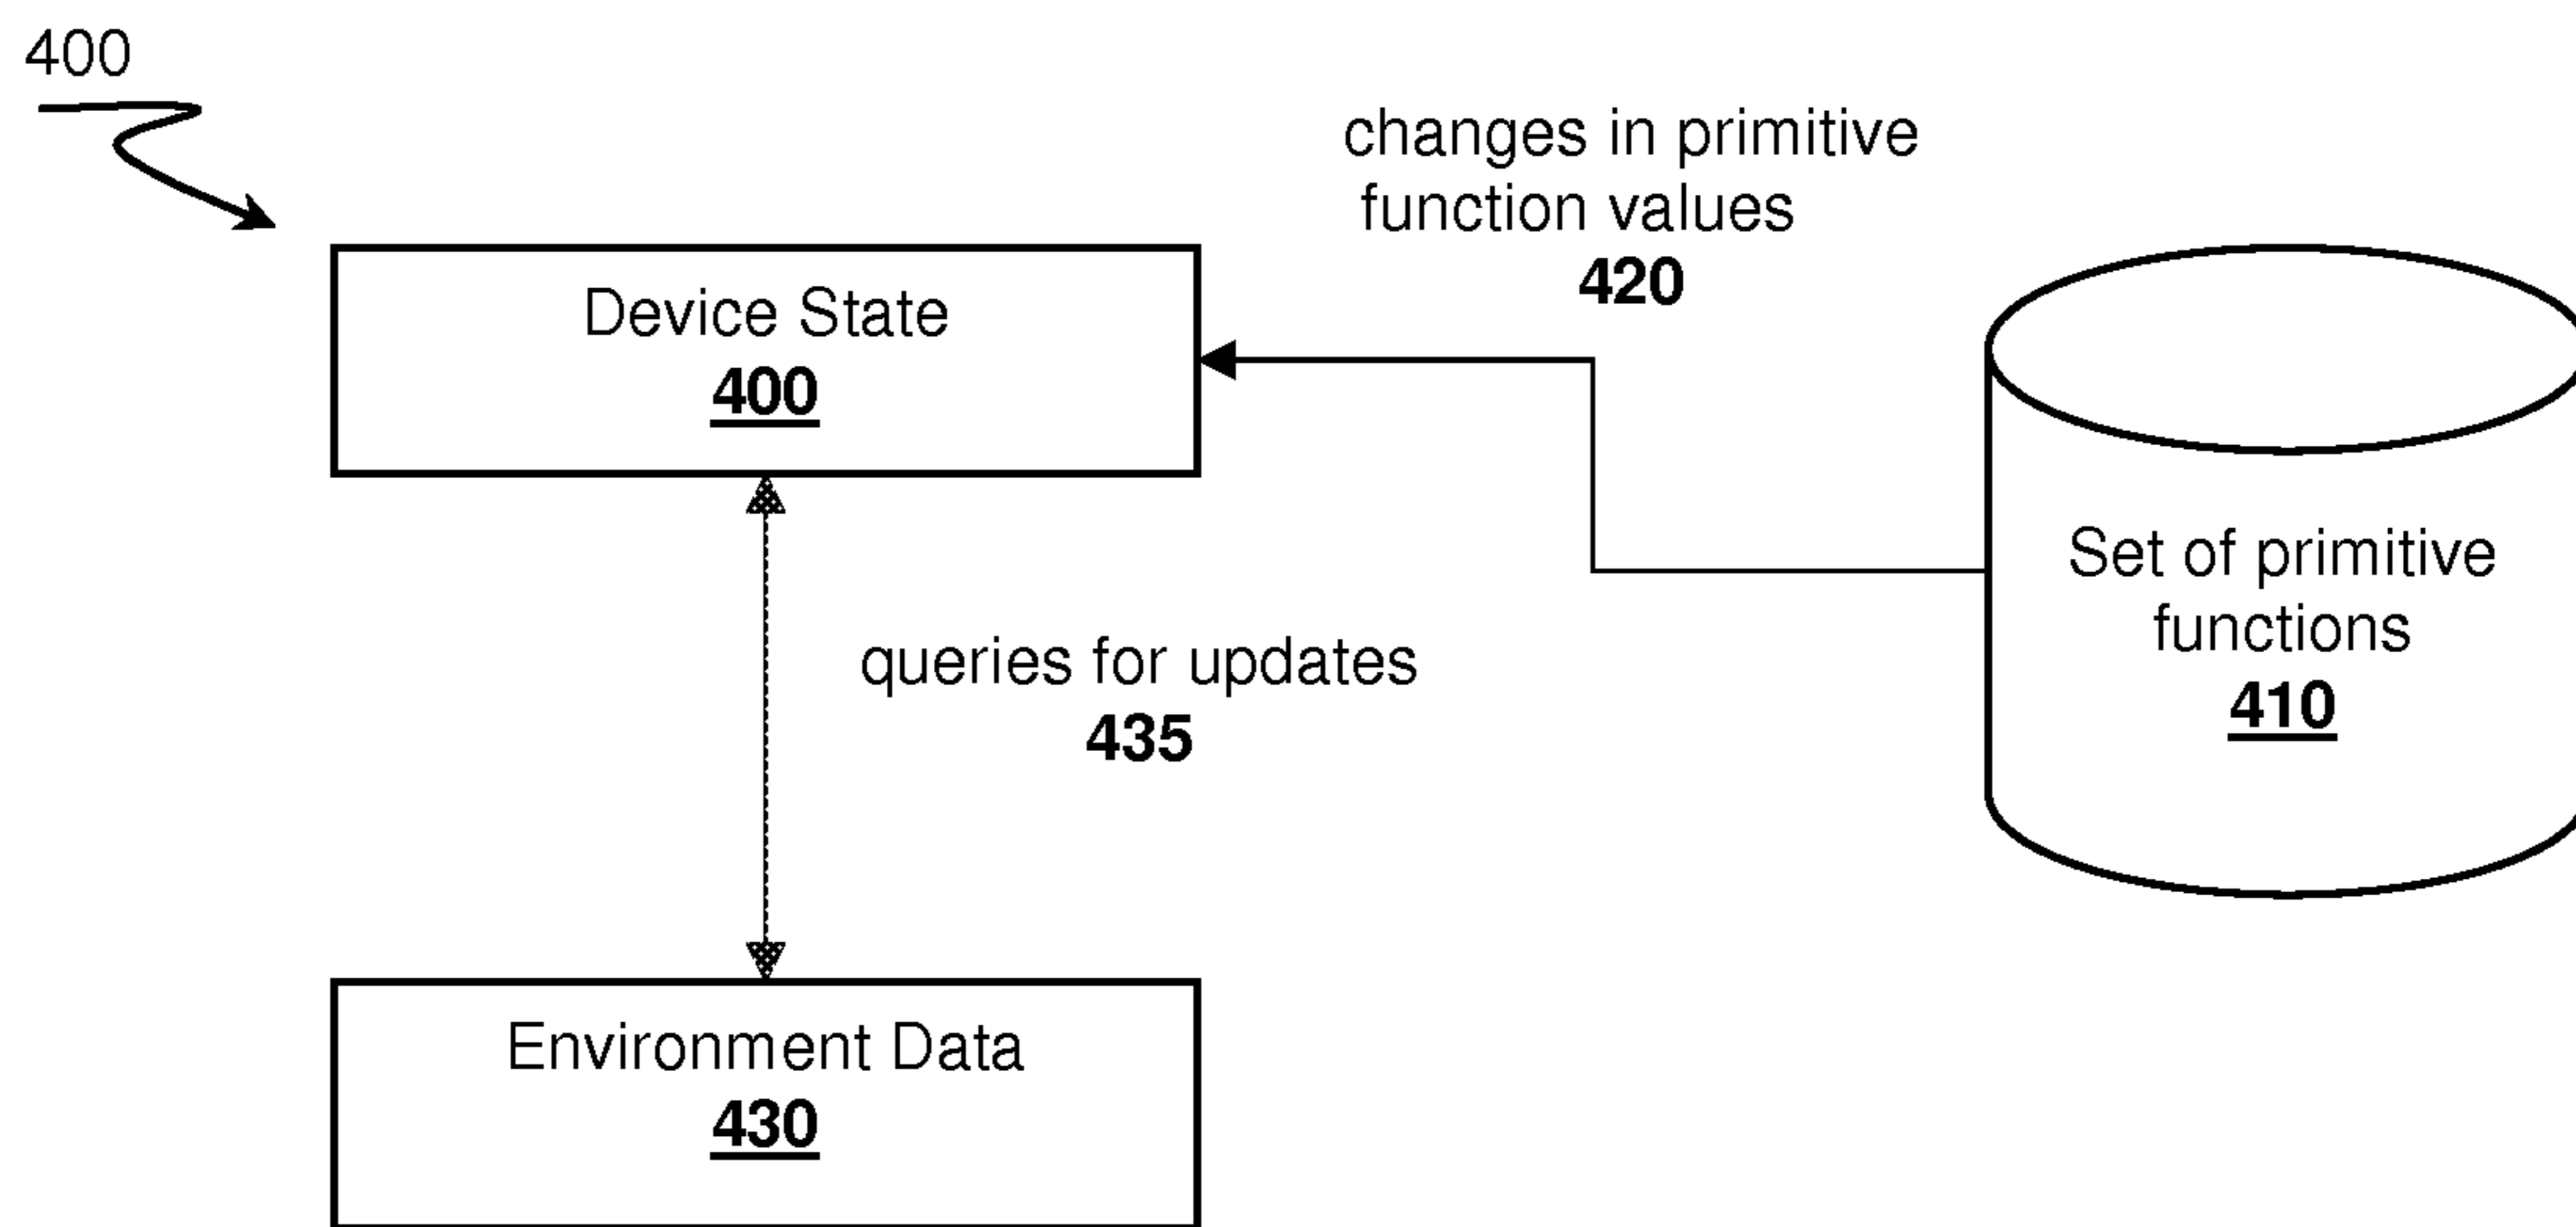 400
changes in primitive
function values
420
Device State
400
Set of primitive
functions
410
queries for updates
435
Environment Data
430